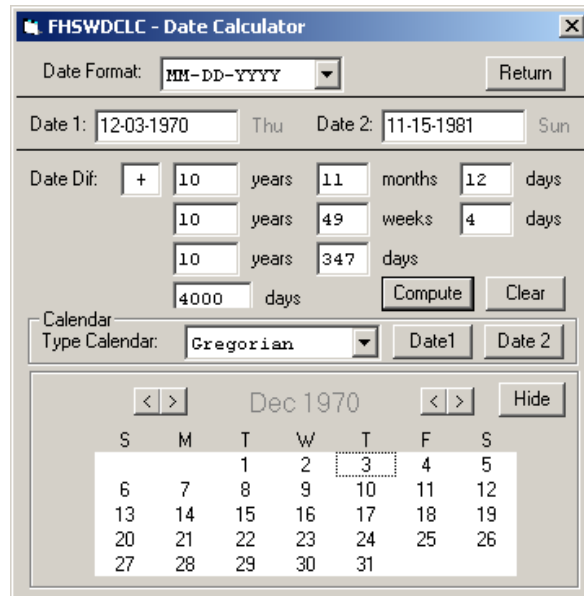 FHSWDCLC - Date Calculator
Date Format: MM-DD-YYYY Return
Date 1: 12-03-1970 Thu Date 2: 11-15-1981 Sun
Date Dif: + 10 years 11 months 12 days
10 years 49 weeks 4 days
10 years 347 days
4000 days Compute Clear
Calendar
Type Calendar: Gregorian Date1 Date 2
< > Dec 1970 < > Hide
S M T W T F S
1 2 3 4 5
6 7 8 9 10 11 12
13 14 15 16 17 18 19
20 21 22 23 24 25 26
27 28 29 30 31